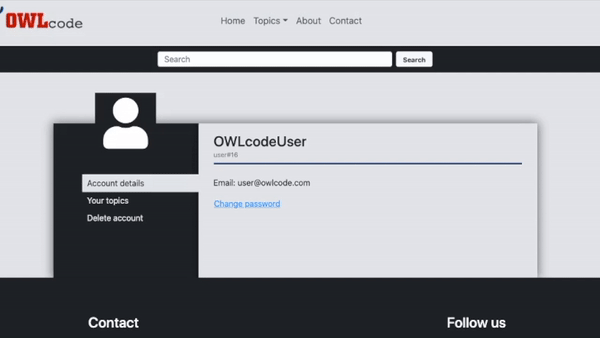 OWLcode
Home Topics About Contact
Search Search
OWLcodeUser
user#16
Account details
Email: user@owlcode.com
Your topics
Change password
Delete account
Contact Follow us